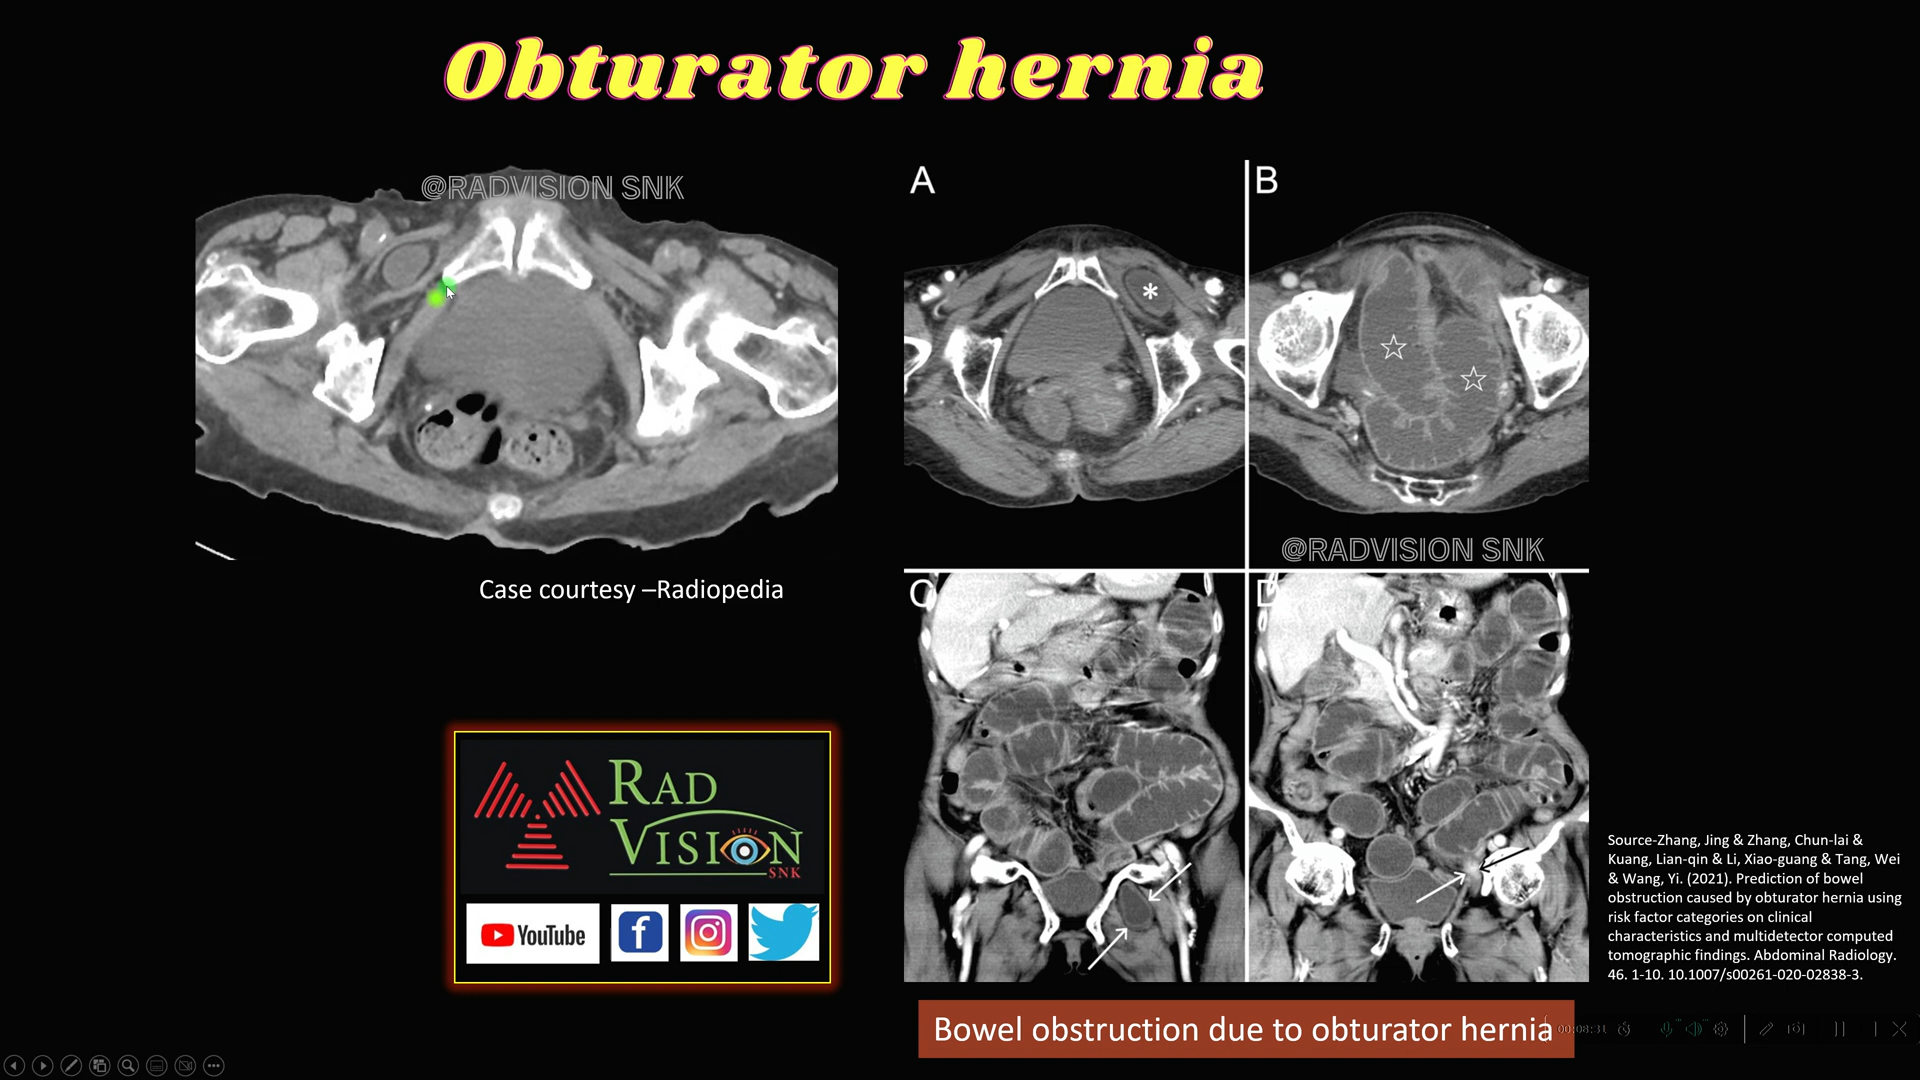 Obturator hernia
@RADVISION SNK
A
B
@RADVISION SNK
Case courtesy –Radiopedia
C
D
RAD
VISION
SNK
YouTube
Source-Zhang, Jing & Zhang, Chun-lai &
Kuang, Lian-qin & Li, Xiao-guang & Tang, Wei
& Wang, Yi. (2021). Prediction of bowel
obstruction caused by obturator hernia using
risk factor categories on clinical
characteristics and multidetector computed
tomographic findings. Abdominal Radiology.
46. 1-10. 10.1007/s00261-020-02838-3.
Bowel obstruction due to obturator hernia
00:08:31